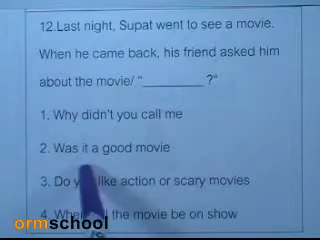 12.Last night, Supat went to see a movie.
When he came back, his friend asked him
about the movie/ "__________ ?"
1. Why didn't you call me
2. Was it a good movie
3. Do like action or scary movies
4. the movie be on show
ormschool